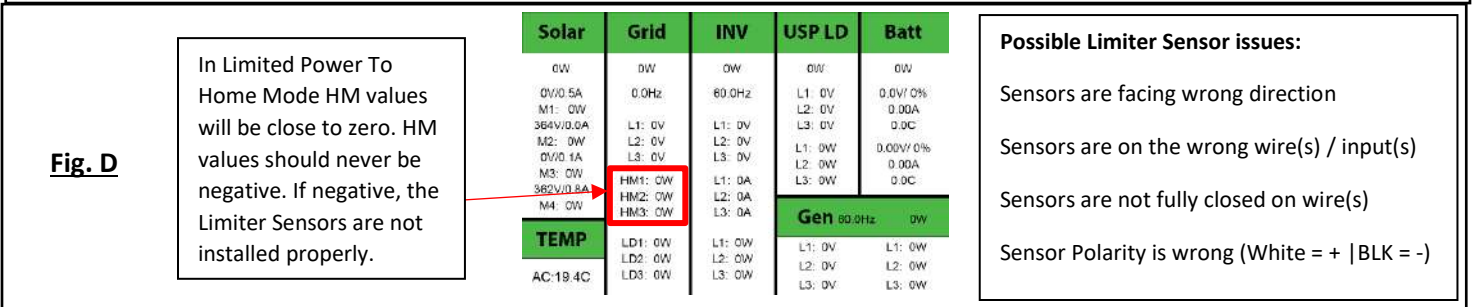 Fig. D
In Limited Power To
Home Mode HM values
will be close to zero. HM
values should never be
negative. If negative, the
Limiter Sensors are not
installed properly.
Solar Grid INV USP LD Batt
0W 0W 0W 0W 0W
0V/0.5A 0.0Hz 60.0Hz L1: 0V 0.0V/ 0%
M1: 0W L2: 0V 0.00A
364V/0.0A L1: 0V L1: 0V L3: 0V 0.0C
M2: 0W L2: 0V L2: 0V L1: 0W 0.00V/ 0%
0V/0.1A L3: 0V L3: 0V L2: 0W 0.00A
M3: 0W HM1: 0W L1: 0A L3: 0W 0.0C
362V/0.8A HM2: 0W L2: 0A
M4: 0W HM3: 0W L3: 0A
Gen 60.0Hz 0W
TEMP LD1: 0W L1: 0W L1: 0V L1: 0W
LD2: 0W L2: 0W L2: 0V L2: 0W
AC:19.4C LD3: 0W L3: 0W L3: 0V L3: 0W
Possible Limiter Sensor issues:
Sensors are facing wrong direction
Sensors are on the wrong wire(s) / input(s)
Sensors are not fully closed on wire(s)
Sensor Polarity is wrong (White = + |BLK = -)